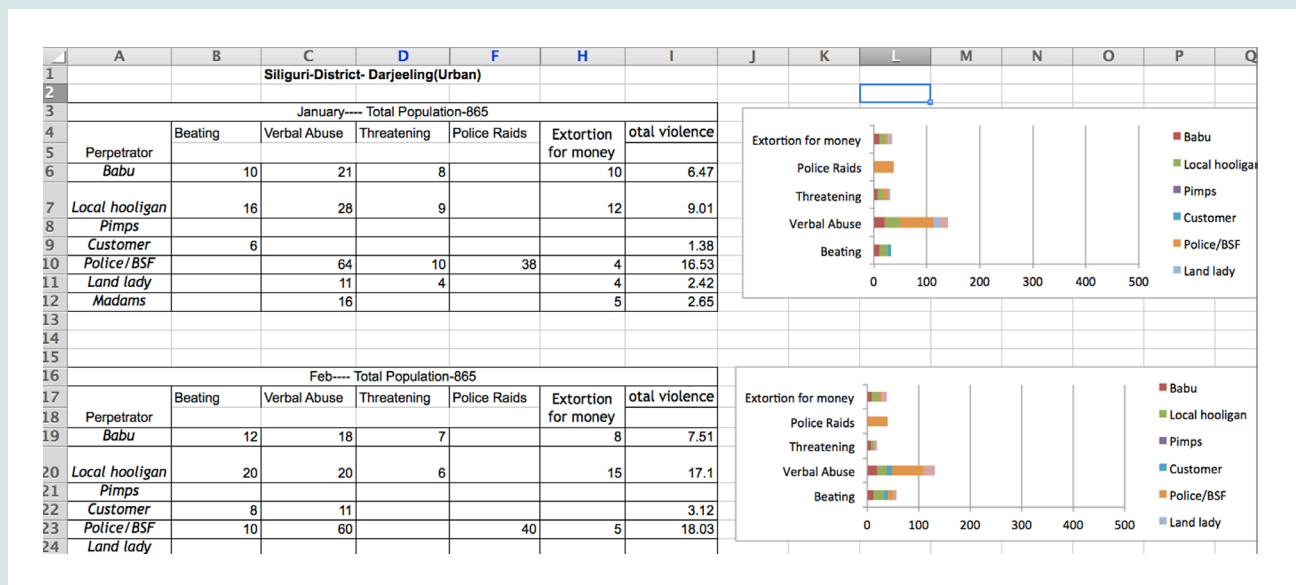 A B C D F H I J K L M N O P Q
1 Siliguri-District- Darjeeling(Urban)
2
3 January---- Total Population-865
4 Beating Verbal Abuse Threatening Police Raids Extortion for money otal violence
5 Perpetrator
6 Babu 10 21 8 10 6.47
7 Local hooligan 16 28 9 12 9.01
8 Pimps
9 Customer 6 1.38
10 Police/BSF 64 10 38 4 16.53
11 Land lady 11 4 4 2.42
12 Madams 16 5 2.65
13
14
15
16 Feb---- Total Population-865
17 Beating Verbal Abuse Threatening Police Raids Extortion for money otal violence
18 Perpetrator
19 Babu 12 18 7 8 7.51
20 Local hooligan 20 20 6 15 17.1
21 Pimps
22 Customer 8 11 3.12
23 Police/BSF 10 60 40 5 18.03
24 Land lady
Extortion for money
Police Raids
Threatening
Verbal Abuse
Beating
0 100 200 300 400 500
Babu
Local hooligan
Pimps
Customer
Police/BSF
Land lady
Extortion for money
Police Raids
Threatening
Verbal Abuse
Beating
0 100 200 300 400 500
Babu
Local hooligan
Pimps
Customer
Police/BSF
Land lady